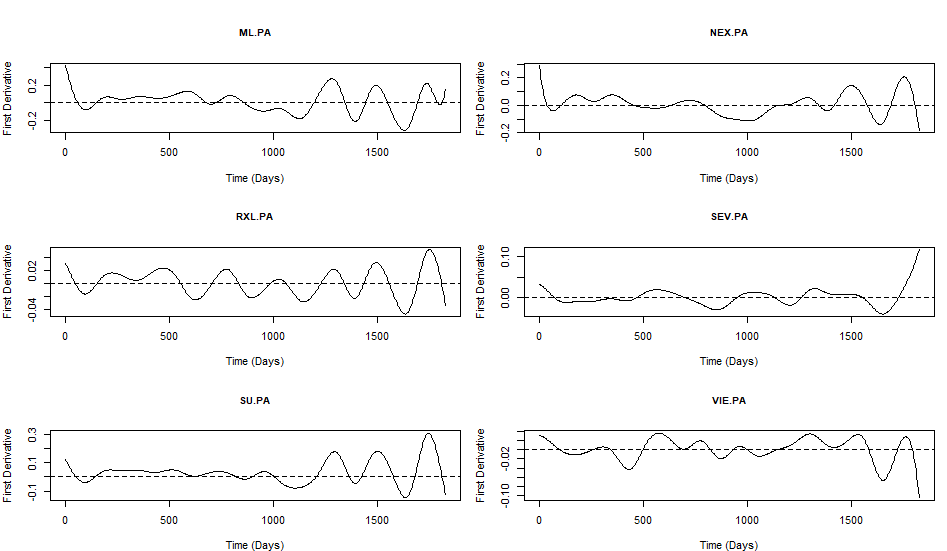 ML.PA
First Derivative
0.2
-0.2
0
500
1000
1500
Time (Days)
NEX.PA
First Derivative
0.2
0.0
-0.2
0
500
1000
1500
Time (Days)
RXL.PA
First Derivative
0.02
-0.04
0
500
1000
1500
Time (Days)
SEV.PA
First Derivative
0.10
0.00
0
500
1000
1500
Time (Days)
SU.PA
First Derivative
0.3
0.1
-0.1
0
500
1000
1500
Time (Days)
VIE.PA
First Derivative
-0.02
-0.10
0
500
1000
1500
Time (Days)